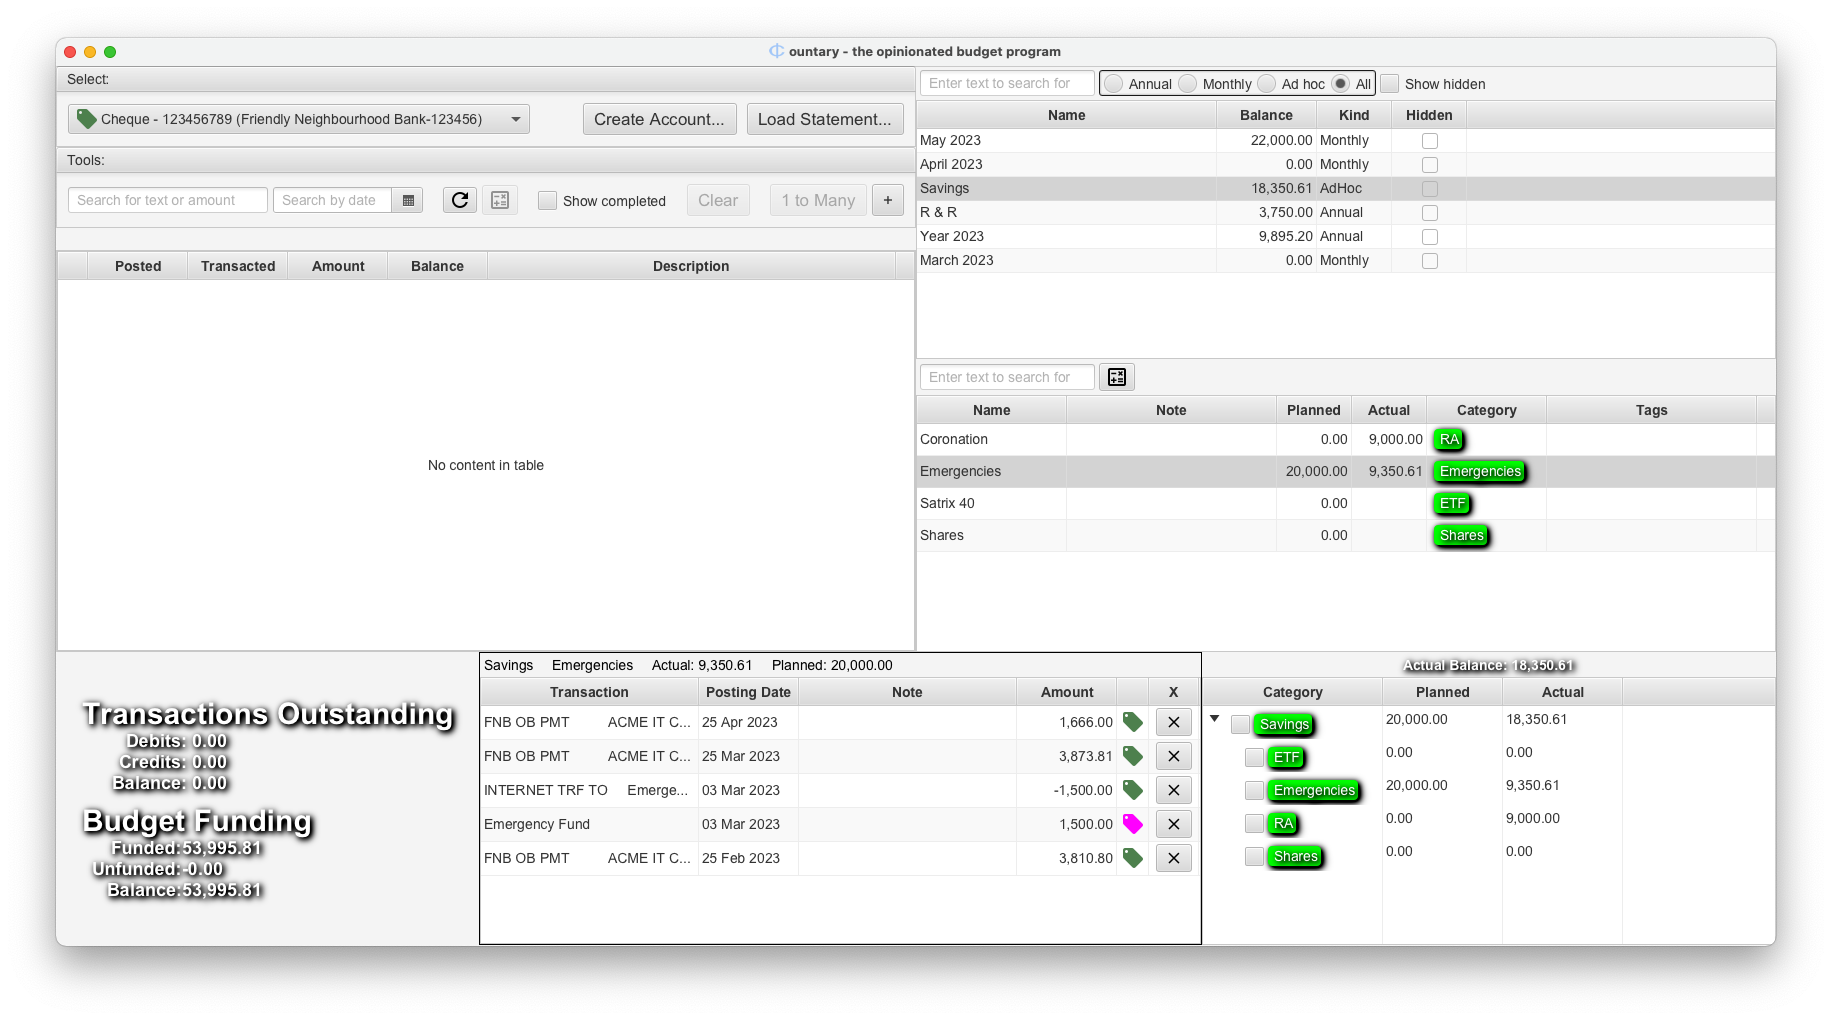 ountary - the opinionated budget program
Select:
Cheque - 123456789 (Friendly Neighbourhood Bank-123456)
Create Account...
Load Statement...
Tools:
Search for text or amount
Search by date
Show completed
Clear
1 to Many
+
Posted Transacted Amount Balance Description
No content in table
Enter text to search for
Annual Monthly Ad hoc All
Show hidden
Name Balance Kind Hidden
May 2023 22,000.00 Monthly
April 2023 0.00 Monthly
Savings 18,350.61 AdHoc
R & R 3,750.00 Annual
Year 2023 9,895.20 Annual
March 2023 0.00 Monthly
Enter text to search for
Name Note Planned Actual Category Tags
Coronation 0.00 9,000.00 RA
Emergencies 20,000.00 9,350.61 Emergencies
Satrix 40 0.00 ETF
Shares 0.00 Shares
Transactions Outstanding
Debits: 0.00
Credits: 0.00
Balance: 0.00
Budget Funding
Funded:53,995.81
Unfunded:-0.00
Balance:53,995.81
Savings Emergencies Actual: 9,350.61 Planned: 20,000.00
Transaction Posting Date Note Amount X
FNB OB PMT ACME IT C... 25 Apr 2023 1,666.00
FNB OB PMT ACME IT C... 25 Mar 2023 3,873.81
INTERNET TRF TO Emerge... 03 Mar 2023 -1,500.00
Emergency Fund 03 Mar 2023 1,500.00
FNB OB PMT ACME IT C... 25 Feb 2023 3,810.80
Actual Balance: 18,350.61
Category Planned Actual
Savings 20,000.00 18,350.61
ETF 0.00 0.00
Emergencies 20,000.00 9,350.61
RA 0.00 9,000.00
Shares 0.00 0.00